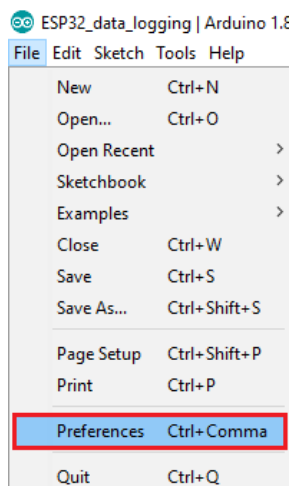 ESP32_data_logging | Arduino 1.8
File Edit Sketch Tools Help
New Ctrl+N
Open... Ctrl+O
Open Recent >
Sketchbook >
Examples >
Close Ctrl+W
Save Ctrl+S
Save As... Ctrl+Shift+S
Page Setup Ctrl+Shift+P
Print Ctrl+P
Preferences Ctrl+Comma
Quit Ctrl+Q